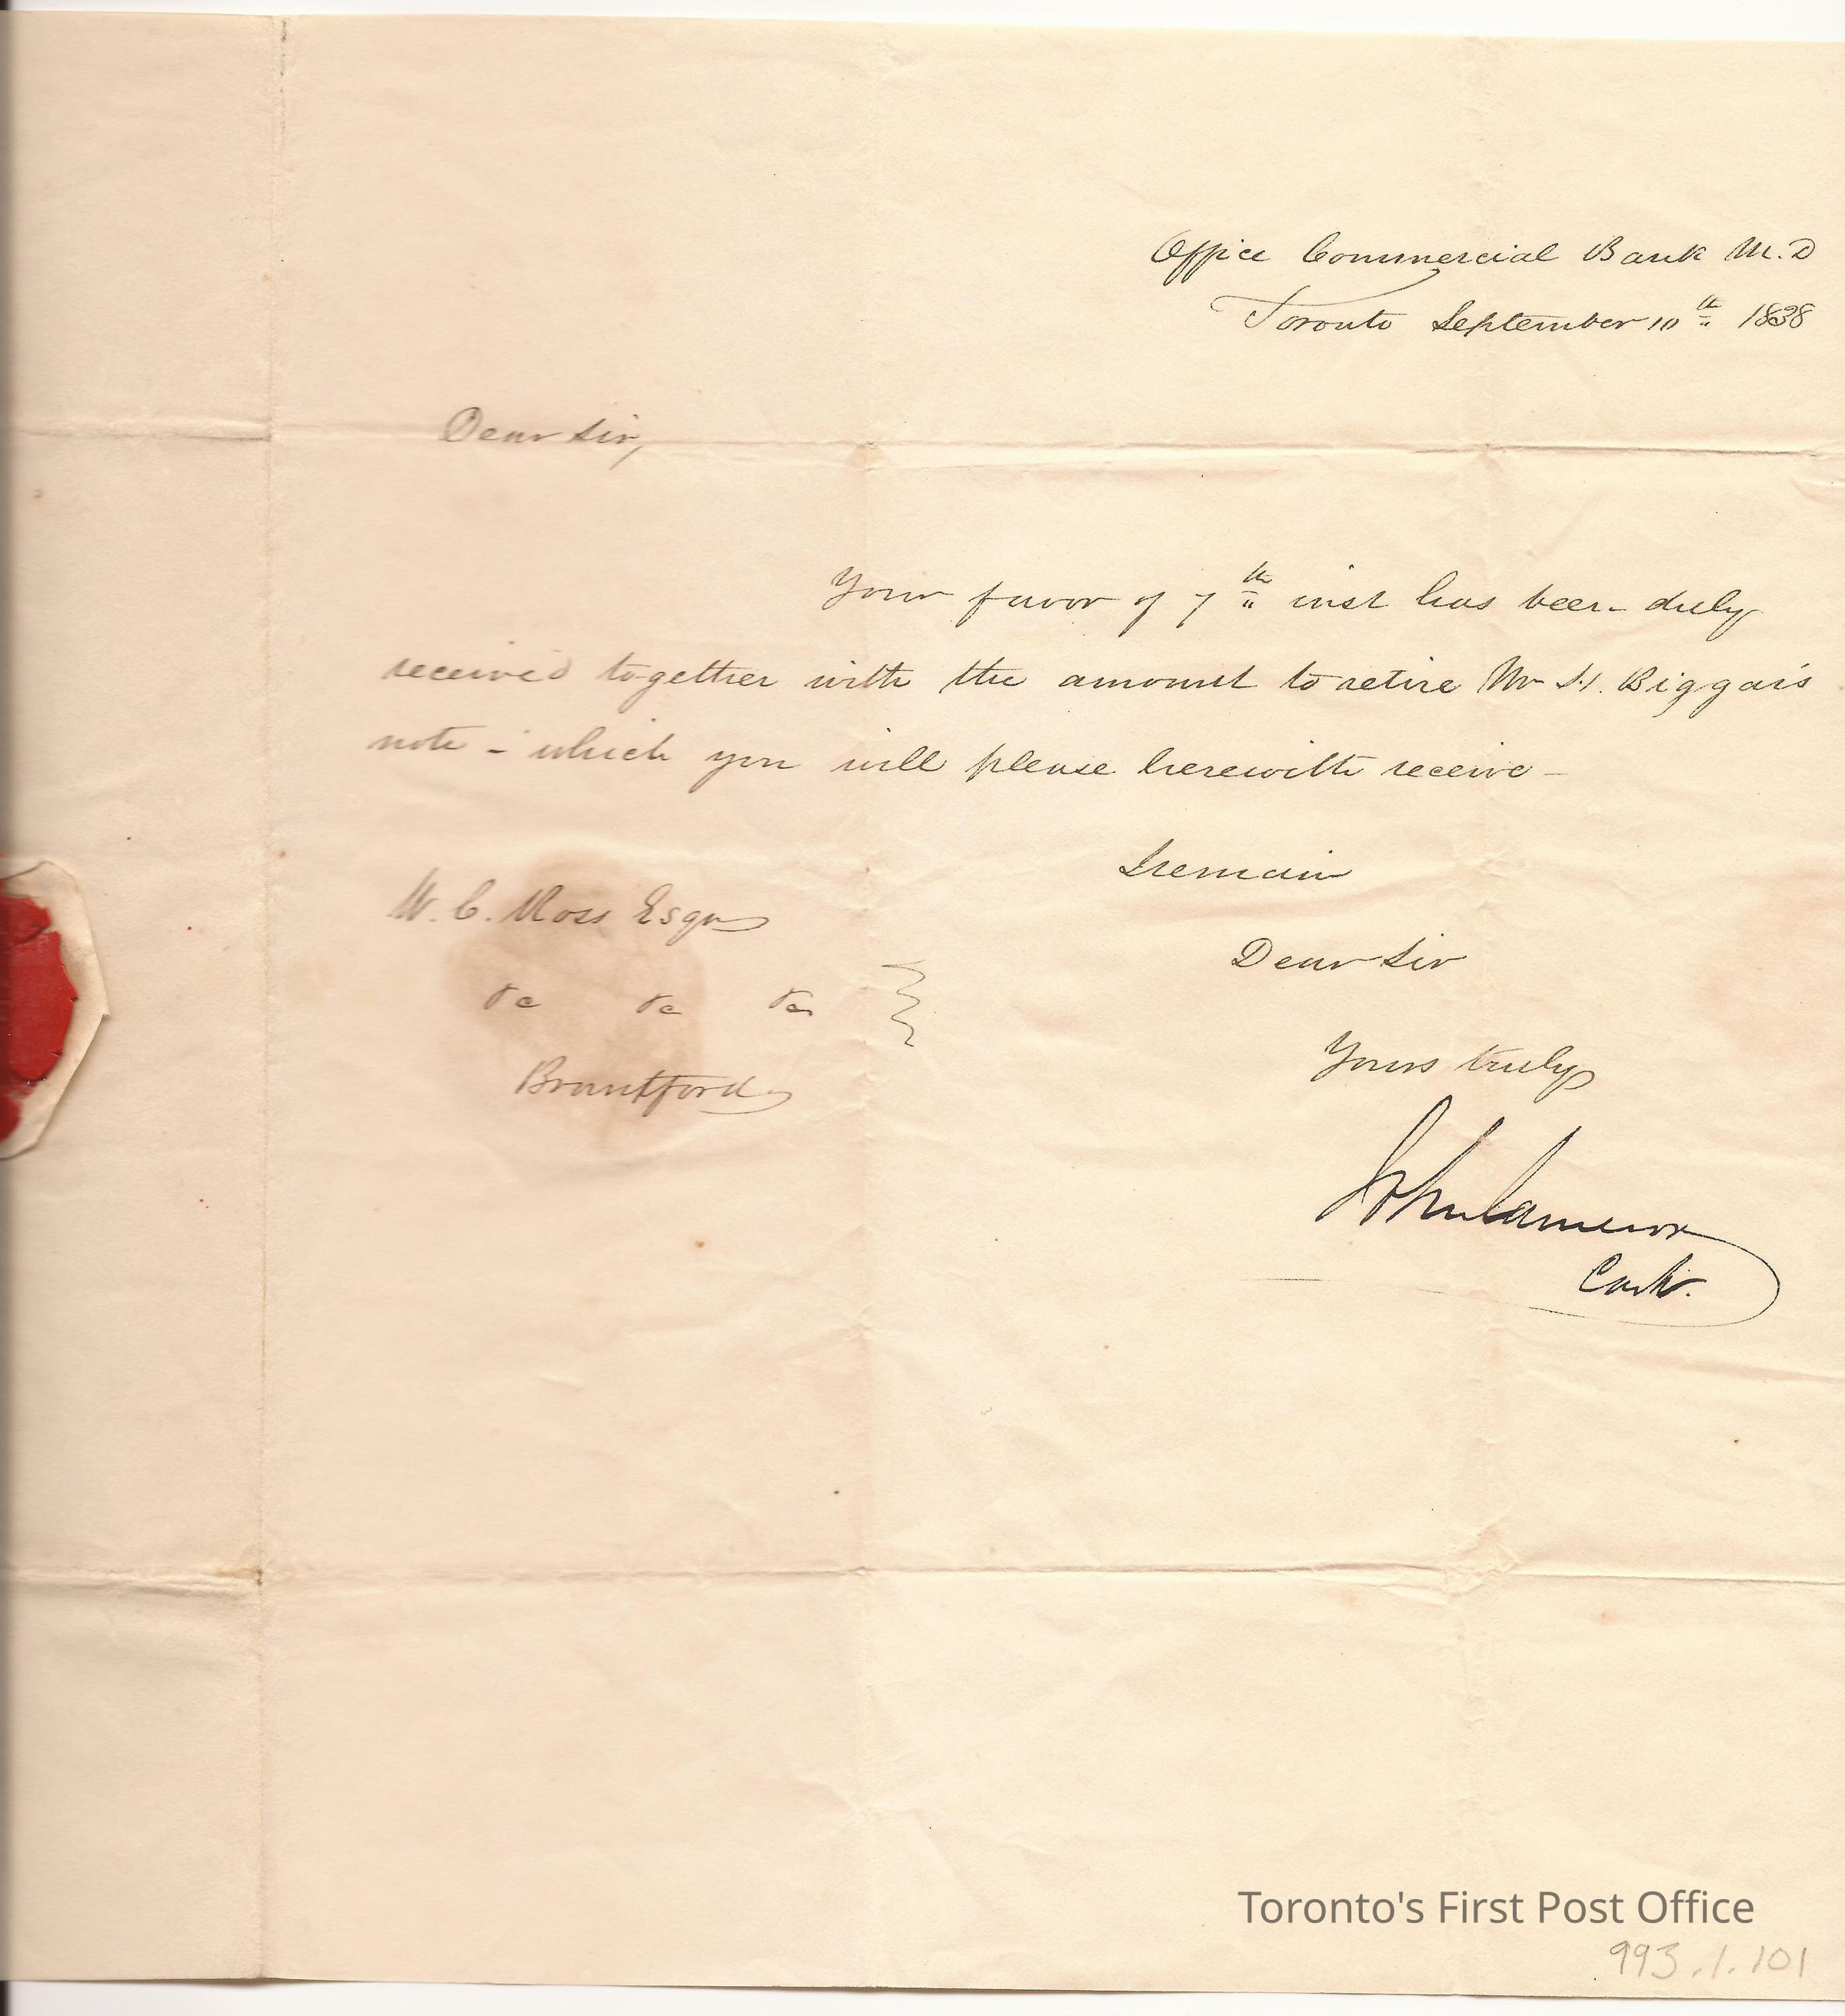 Office Commercial Bank M.D
Toronto September 10th 1838
Dear Sir,
Your favor of 7th inst has been duly
received together with the amount to retire Mr H. Biggar's
note - which you will please herewith receive -
I remain
Dear Sir
Yours truly
John Cameron
Cashr.
W. C. Ross Esqr
&c &c &c
Brantford
Toronto's First Post Office
993.1.101